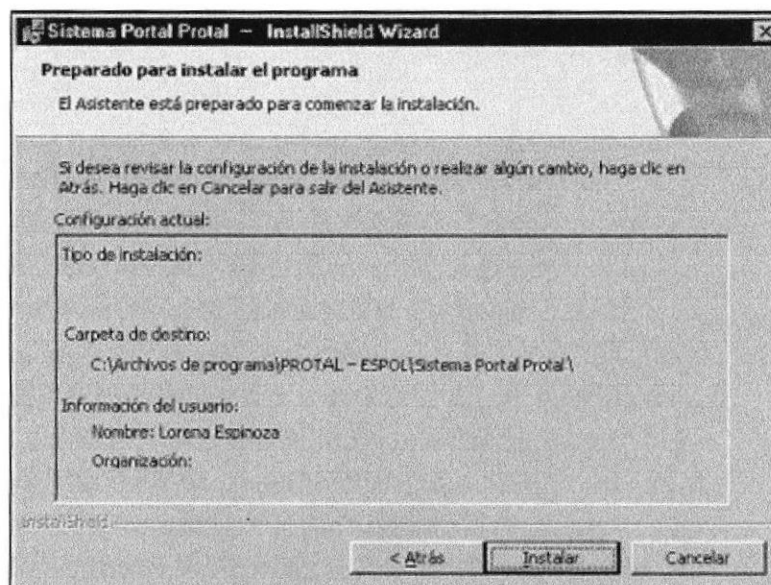 Sistema Portal Protal - InstallShield Wizard
Preparado para instalar el programa
El Asistente está preparado para comenzar la instalación.
Si desea revisar la configuración de la instalación o realizar algún cambio, haga clic en
Atrás. Haga clic en Cancelar para salir del Asistente.
Configuración actual:
Tipo de instalación:
Carpeta de destino:
C:\Archivos de programa\PROTAL - ESPOL\Sistema Portal Protal\
Información del usuario:
Nombre: Lorena Espinoza
Organización:
InstallShield
< Atrás Instalar Cancelar